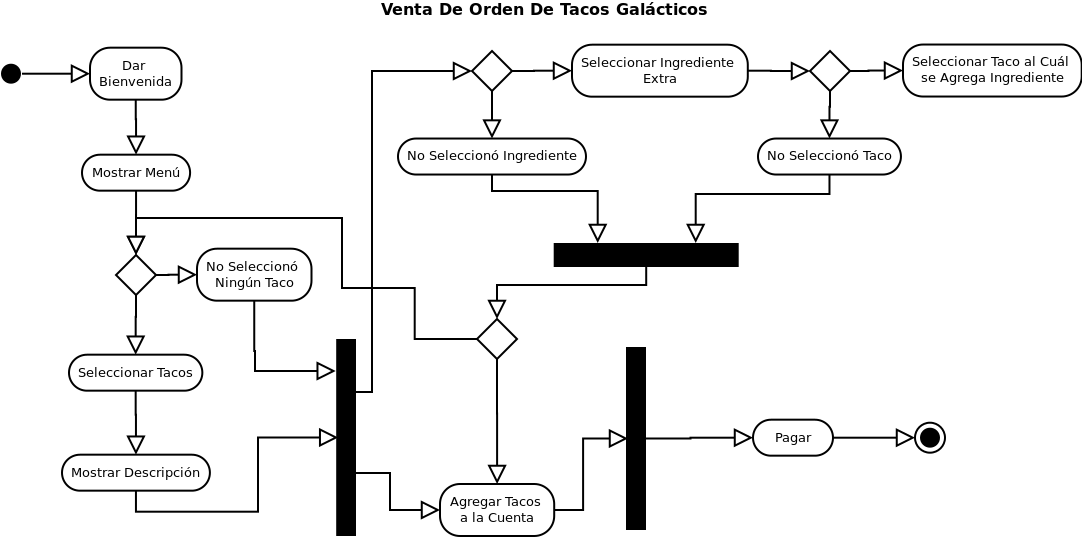 Venta De Orden De Tacos Galácticos
Dar
Bienvenida
Mostrar Menú
No Seleccionó
Ningún Taco
Seleccionar Tacos
Mostrar Descripción
Seleccionar Ingrediente
Extra
Seleccionar Taco al Cuál
se Agrega Ingrediente
No Seleccionó Ingrediente
No Seleccionó Taco
Agregar Tacos
a la Cuenta
Pagar